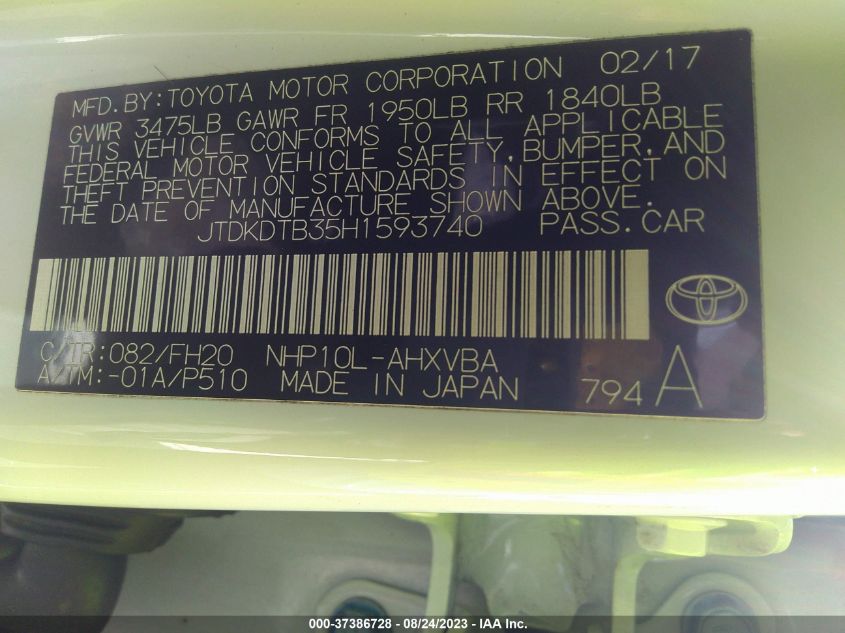 MFD.BY:TOYOTA MOTOR CORPORATION 02/17
GVWR 3475LB GAWR FR 1950LB RR 1840LB
THIS VEHICLE CONFORMS TO ALL APPLICABLE
FEDERAL MOTOR VEHICLE SAFETY,BUMPER,AND
THEFT PREVENTION STANDARDS IN EFFECT ON
THE DATE OF MANUFACTURE SHOWN ABOVE.
JTDKDTB35H1593740 PASS.CAR
C/TR:082/FH20 NHP10L-AHXVBA
A/TM:-01A/P510 MADE IN JAPAN 794 A
000-37386728 - 08/24/2023 - IAA Inc.